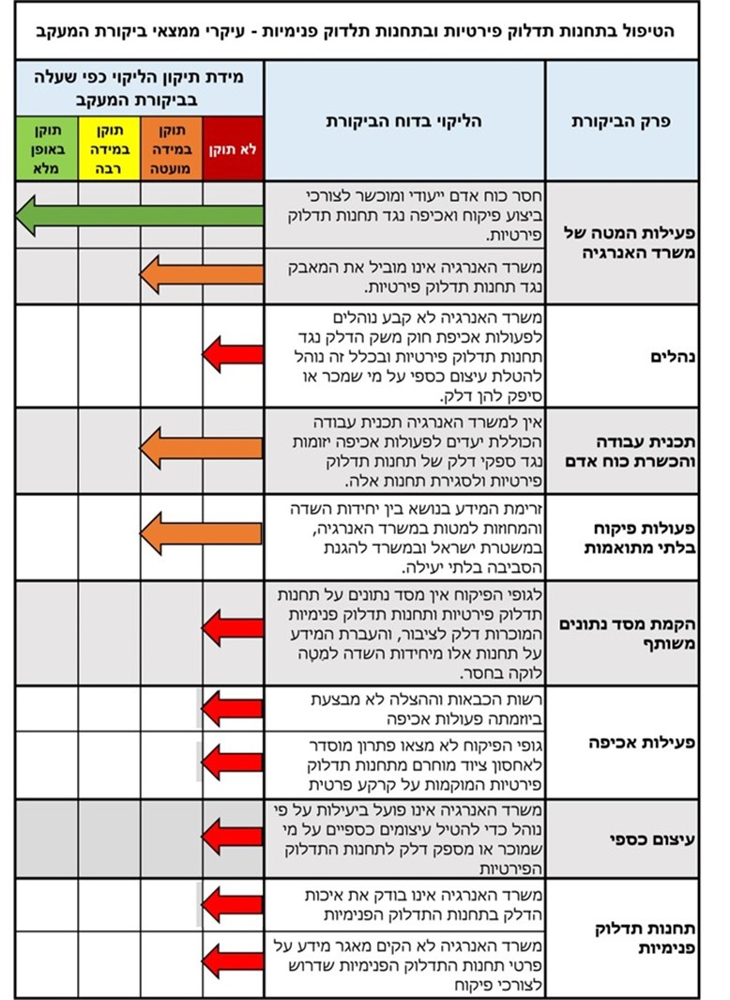 הטיפול בתחנות תדלוק פירטיות ובתחנות תלדוק פנימיות - עיקרי ממצאי ביקורת המעקב
פרק הביקורת
הליקוי בדוח הביקורת
מידת תיקון הליקוי כפי שעלה
בביקורת המעקב
לא תוקן
תוקן
במידה
מועטה
תוקן
במידה
רבה
תוקן
באופן
מלא
פעילות המטה של
משרד האנרגיה
חסר כוח אדם ייעודי ומוכשר לצורכי
ביצוע פיקוח ואכיפה נגד תחנות תדלוק
פירטיות.
משרד האנרגיה אינו מוביל את המאבק
נגד תחנות תדלוק פירטיות.
נהלים
משרד האנרגיה לא קבע נוהלים
לפעולות אכיפת חוק משק הדלק נגד
תחנות תדלוק פירטיות ובכלל זה נוהל
להטלת עיצום כספי על מי שמכר או
סיפק להן דלק.
תכנית עבודה
והכשרת כוח אדם
אין למשרד האנרגיה תכנית עבודה
הכוללת יעדים לפעולות אכיפה יזומות
נגד ספקי דלק של תחנות תדלוק
פירטיות ולסגירת תחנות אלה.
פעולות פיקוח
בלתי מתואמות
זרימת המידע בנושא בין יחידות השדה
והמחוזות למטות במשרד האנרגיה,
במשטרת ישראל ובמשרד להגנת
הסביבה בלתי יעילה.
הקמת מסד נתונים
משותף
לגופי הפיקוח אין מסד נתונים על תחנות
תדלוק פירטיות ותחנות תדלוק פנימיות
המוכרות דלק לציבור, והעברת המידע
על תחנות אלו מיחידות השדה למִטָה
לוקה בחסר.
פעילות אכיפה
רשות הכבאות וההצלה לא מבצעת
ביוזמתה פעולות אכיפה
גופי הפיקוח לא מצאו פתרון מוסדר
לאחסון ציוד מוחרם מתחנות תדלוק
פירטיות המוקמות על קרקע פרטית
עיצום כספי
משרד האנרגיה אינו פועל ביעילות על פי
נוהל כדי להטיל עיצומים כספיים על מי
שמוכר או מספק דלק לתחנות התדלוק
הפירטיות
תחנות תדלוק
פנימיות
משרד האנרגיה אינו בודק את איכות
הדלק בתחנות התדלוק הפנימיות
משרד האנרגיה לא הקים מאגר מידע על
פרטי תחנות התדלוק הפנימיות שדרוש
לצורכי פיקוח